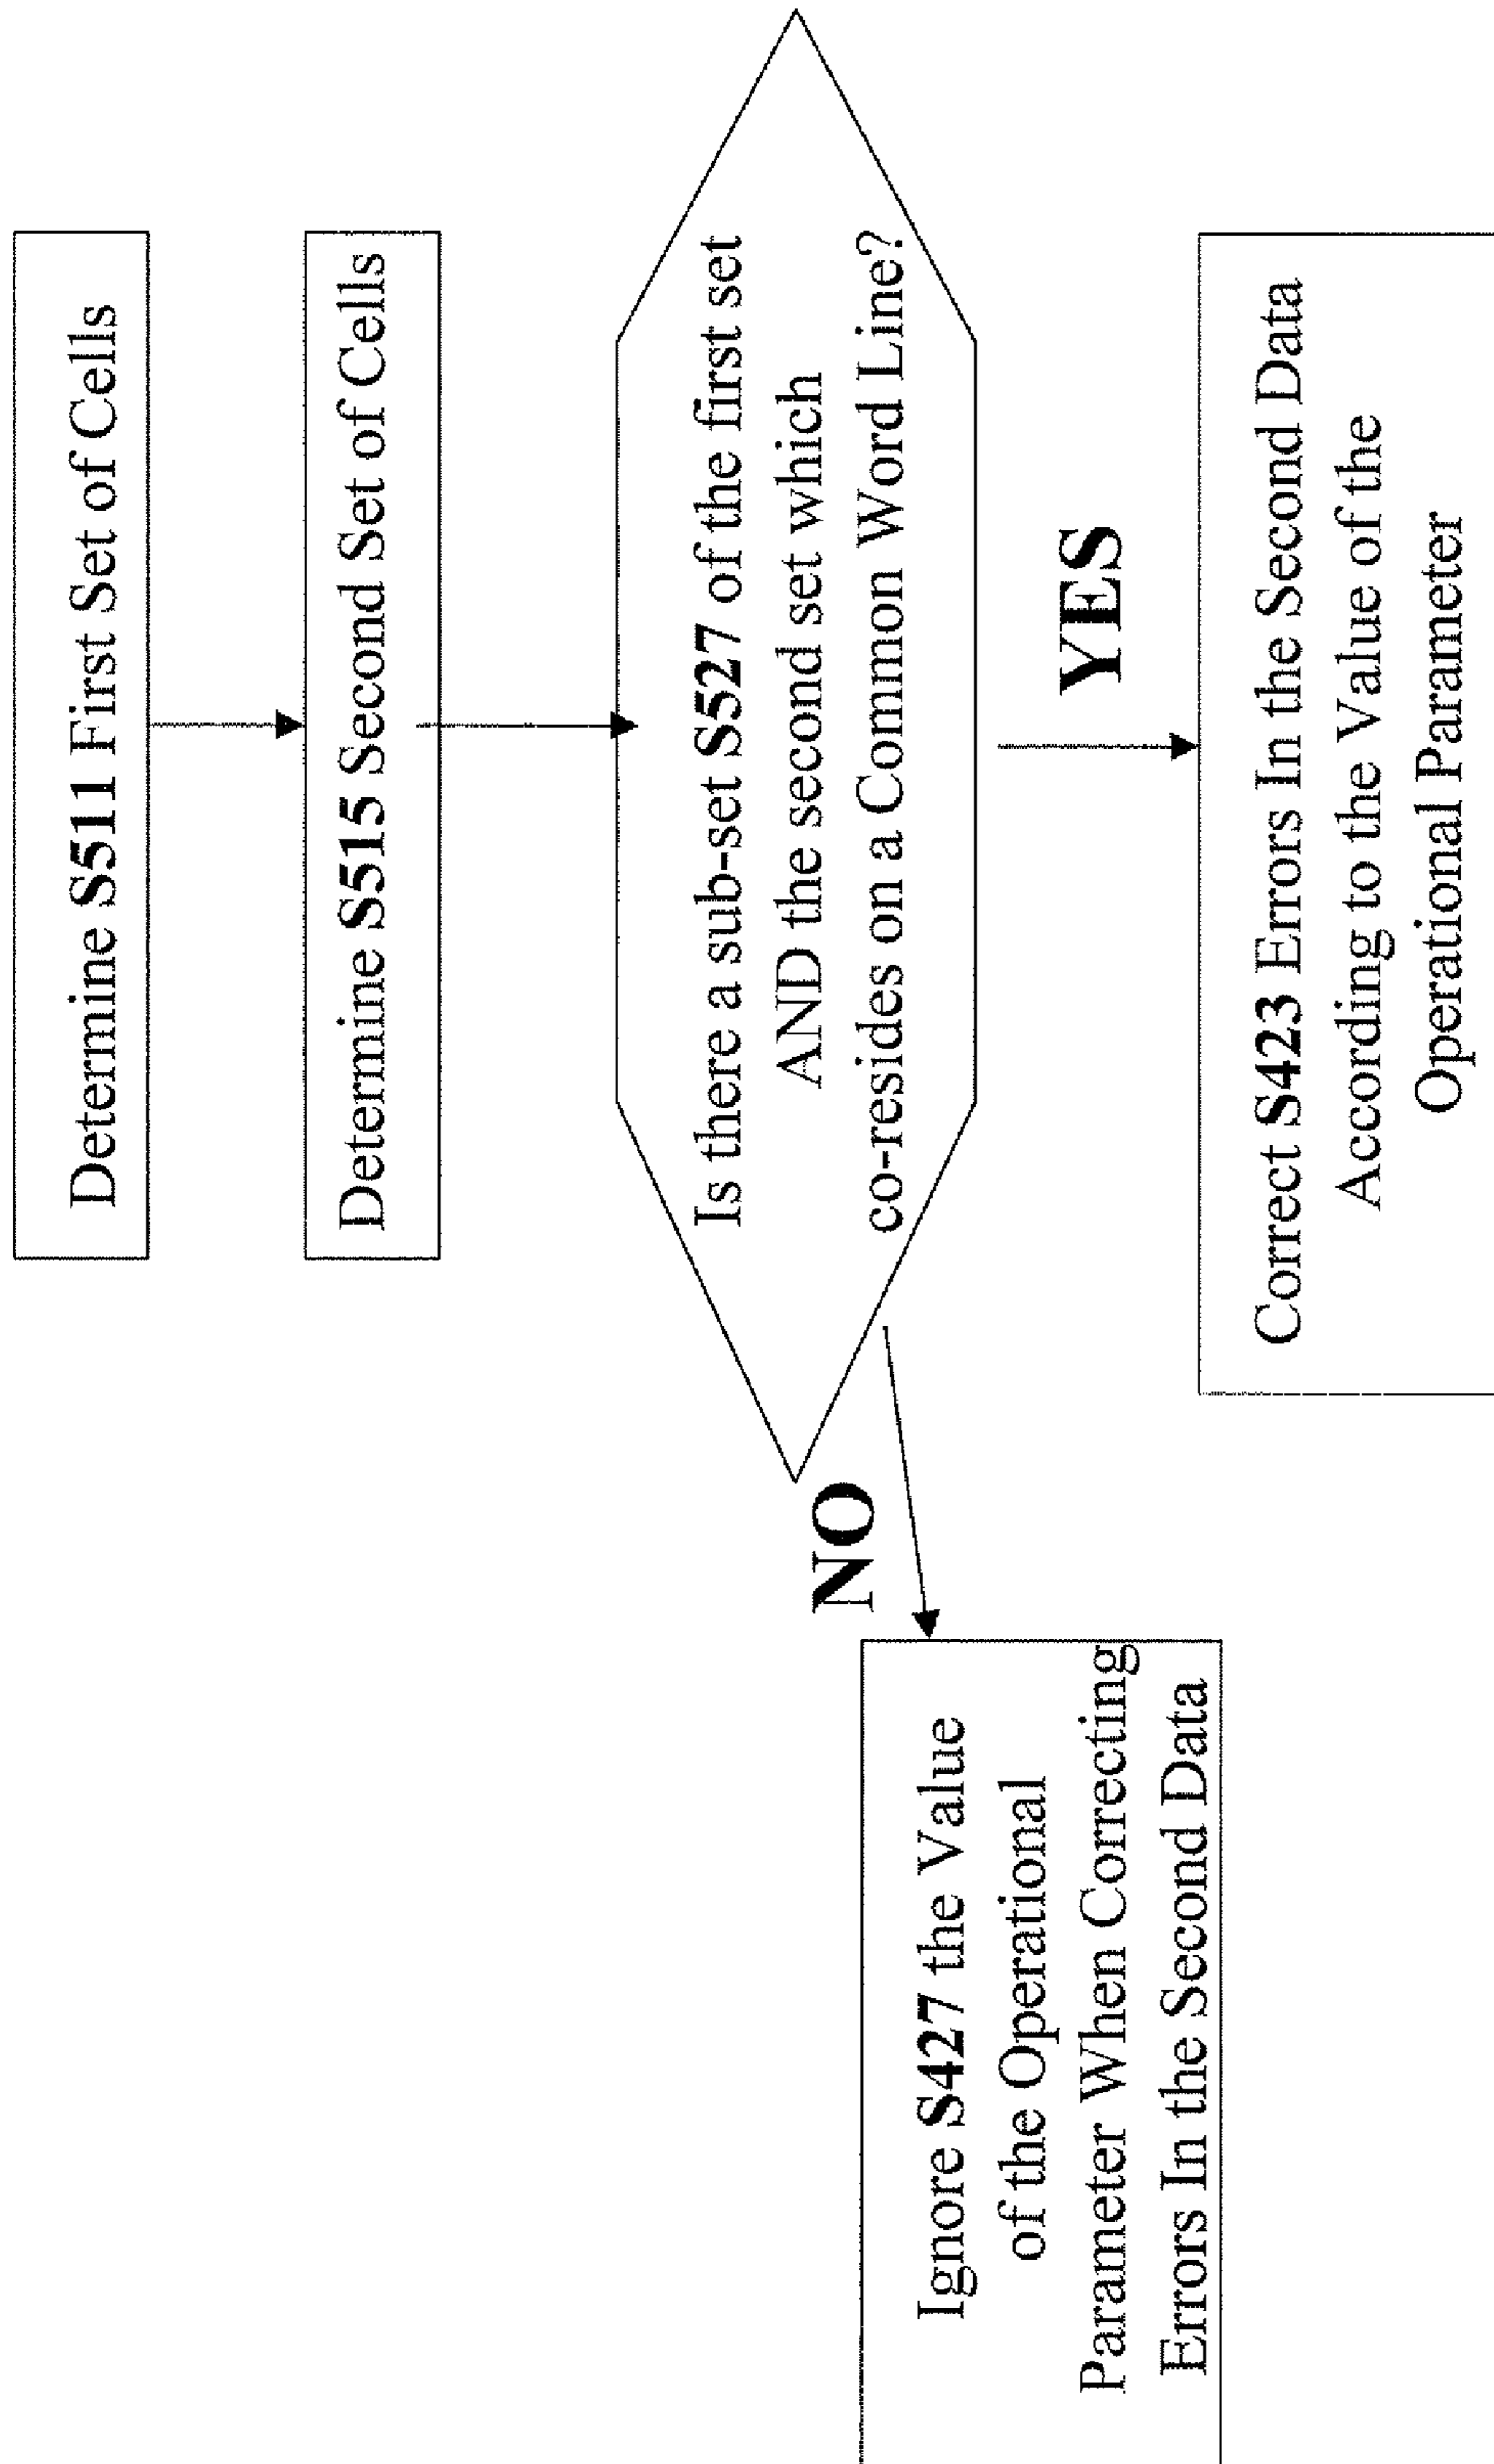 Determine S511 First Set of Cells
Determine S515 Second Set of Cells
Is there a sub-set S527 of the first set
AND the second set which
co-resides on a Common Word Line?
YES
Correct S423 Errors In the Second Data
According to the Value of the
Operational Parameter
NO
Ignore S427 the Value
of the Operational
Parameter When Correcting
Errors In the Second Data